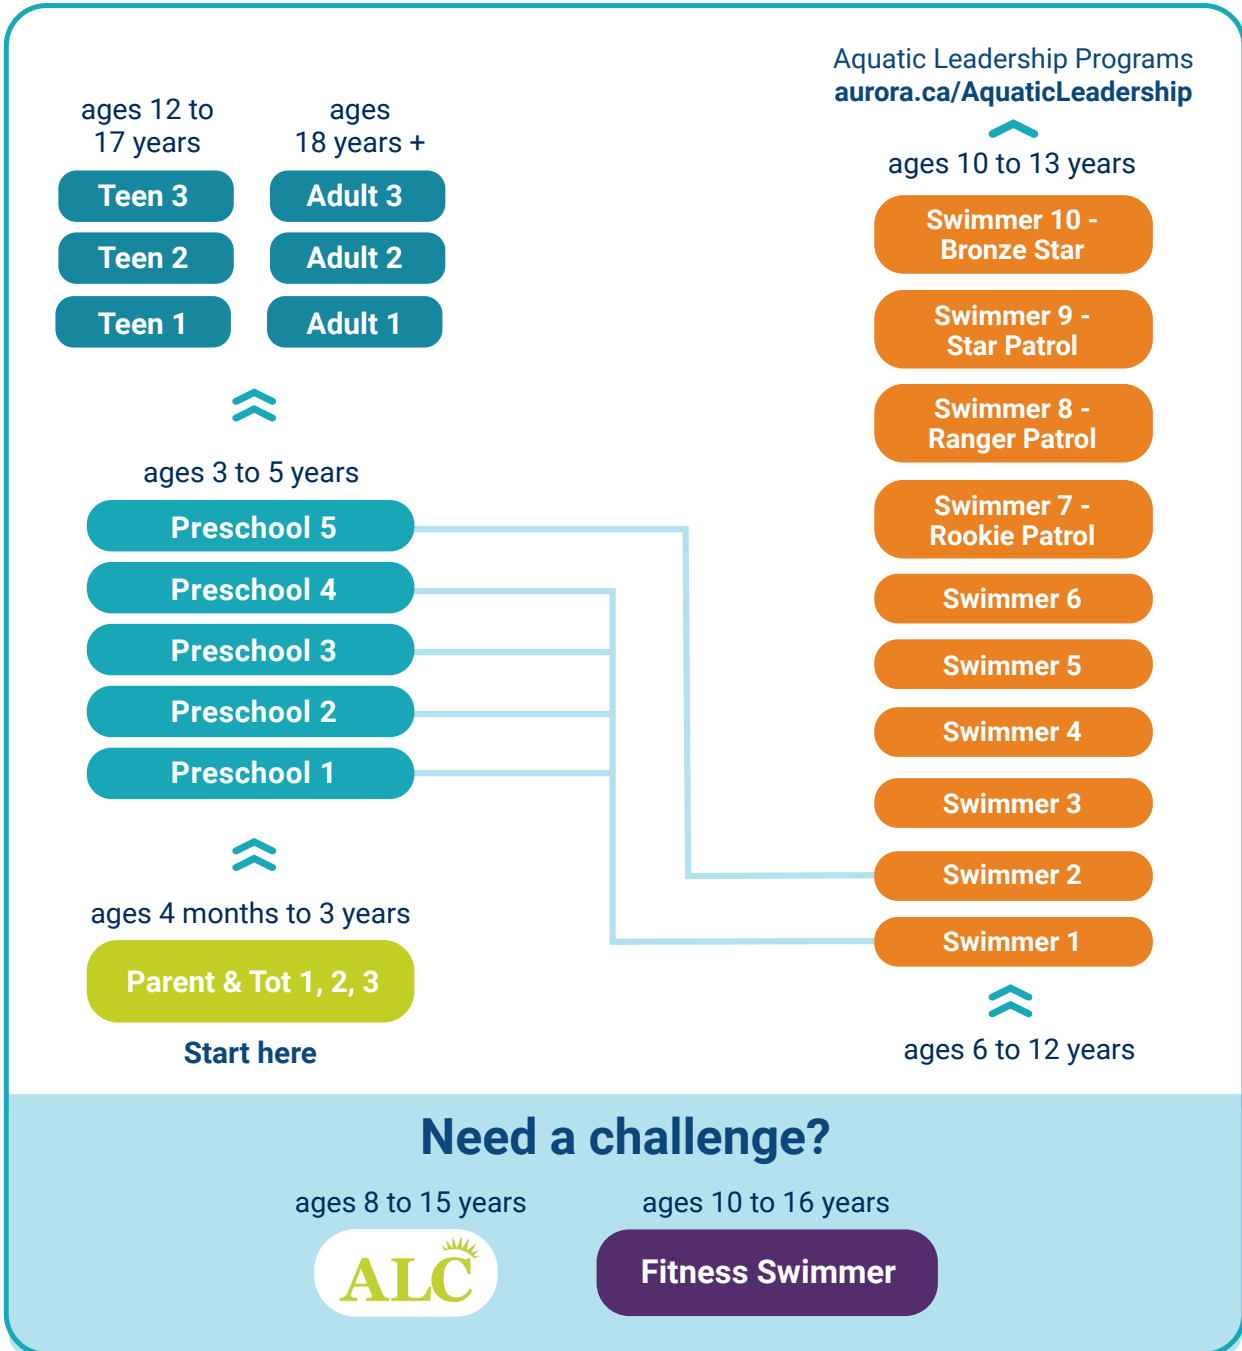 ages 12 to
17 years
Teen 3
Teen 2
Teen 1
ages
18 years +
Adult 3
Adult 2
Adult 1
ages 3 to 5 years
Preschool 5
Preschool 4
Preschool 3
Preschool 2
Preschool 1
ages 4 months to 3 years
Parent & Tot 1, 2, 3
Start here
Aquatic Leadership Programs
aurora.ca/AquaticLeadership
ages 10 to 13 years
Swimmer 10 -
Bronze Star
Swimmer 9 -
Star Patrol
Swimmer 8 -
Ranger Patrol
Swimmer 7 -
Rookie Patrol
Swimmer 6
Swimmer 5
Swimmer 4
Swimmer 3
Swimmer 2
Swimmer 1
ages 6 to 12 years
Need a challenge?
ages 8 to 15 years
ALC
ages 10 to 16 years
Fitness Swimmer